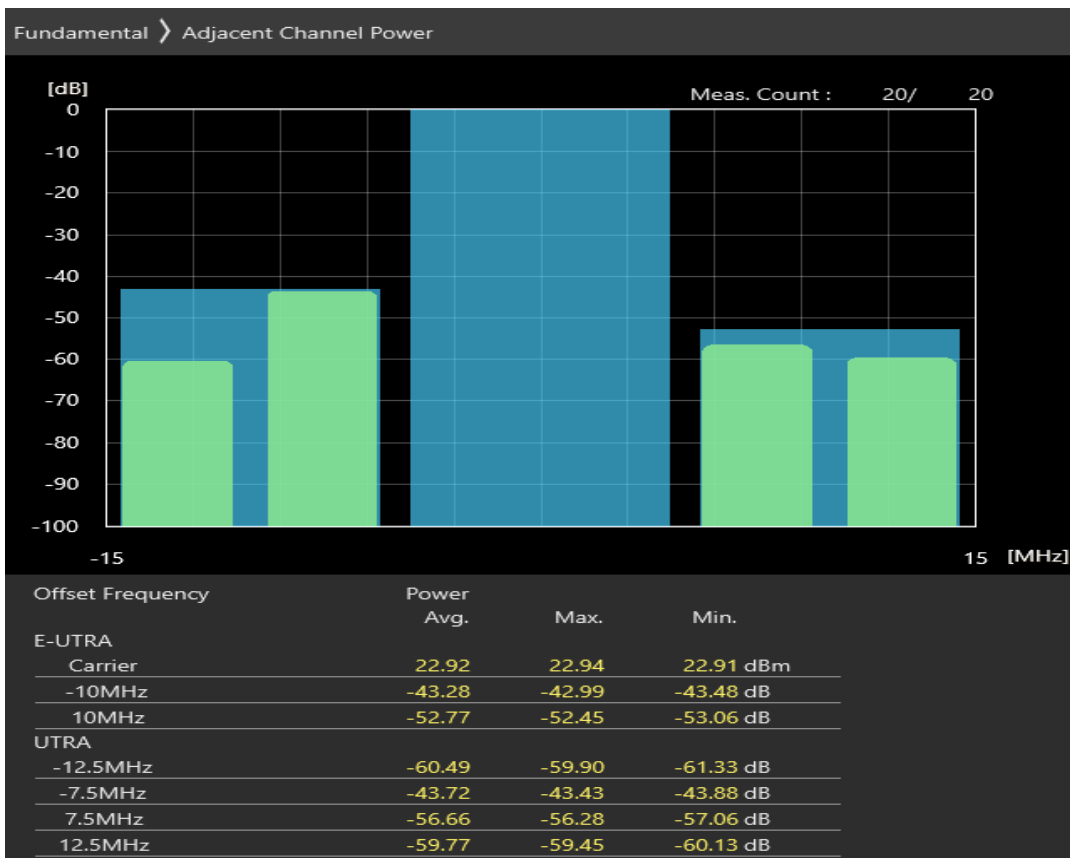 Fundamental 〉 Adjacent Channel Power
[dB]
Meas. Count : 20/ 20
0
-10
-20
-30
-40
-50
-60
-70
-80
-90
-100
-15 15 [MHz]
Offset Frequency Power
Avg. Max. Min.
E-UTRA
Carrier 22.92 22.94 22.91 dBm
-10MHz -43.28 -42.99 -43.48 dB
10MHz -52.77 -52.45 -53.06 dB
UTRA
-12.5MHz -60.49 -59.90 -61.33 dB
-7.5MHz -43.72 -43.43 -43.88 dB
7.5MHz -56.66 -56.28 -57.06 dB
12.5MHz -59.77 -59.45 -60.13 dB